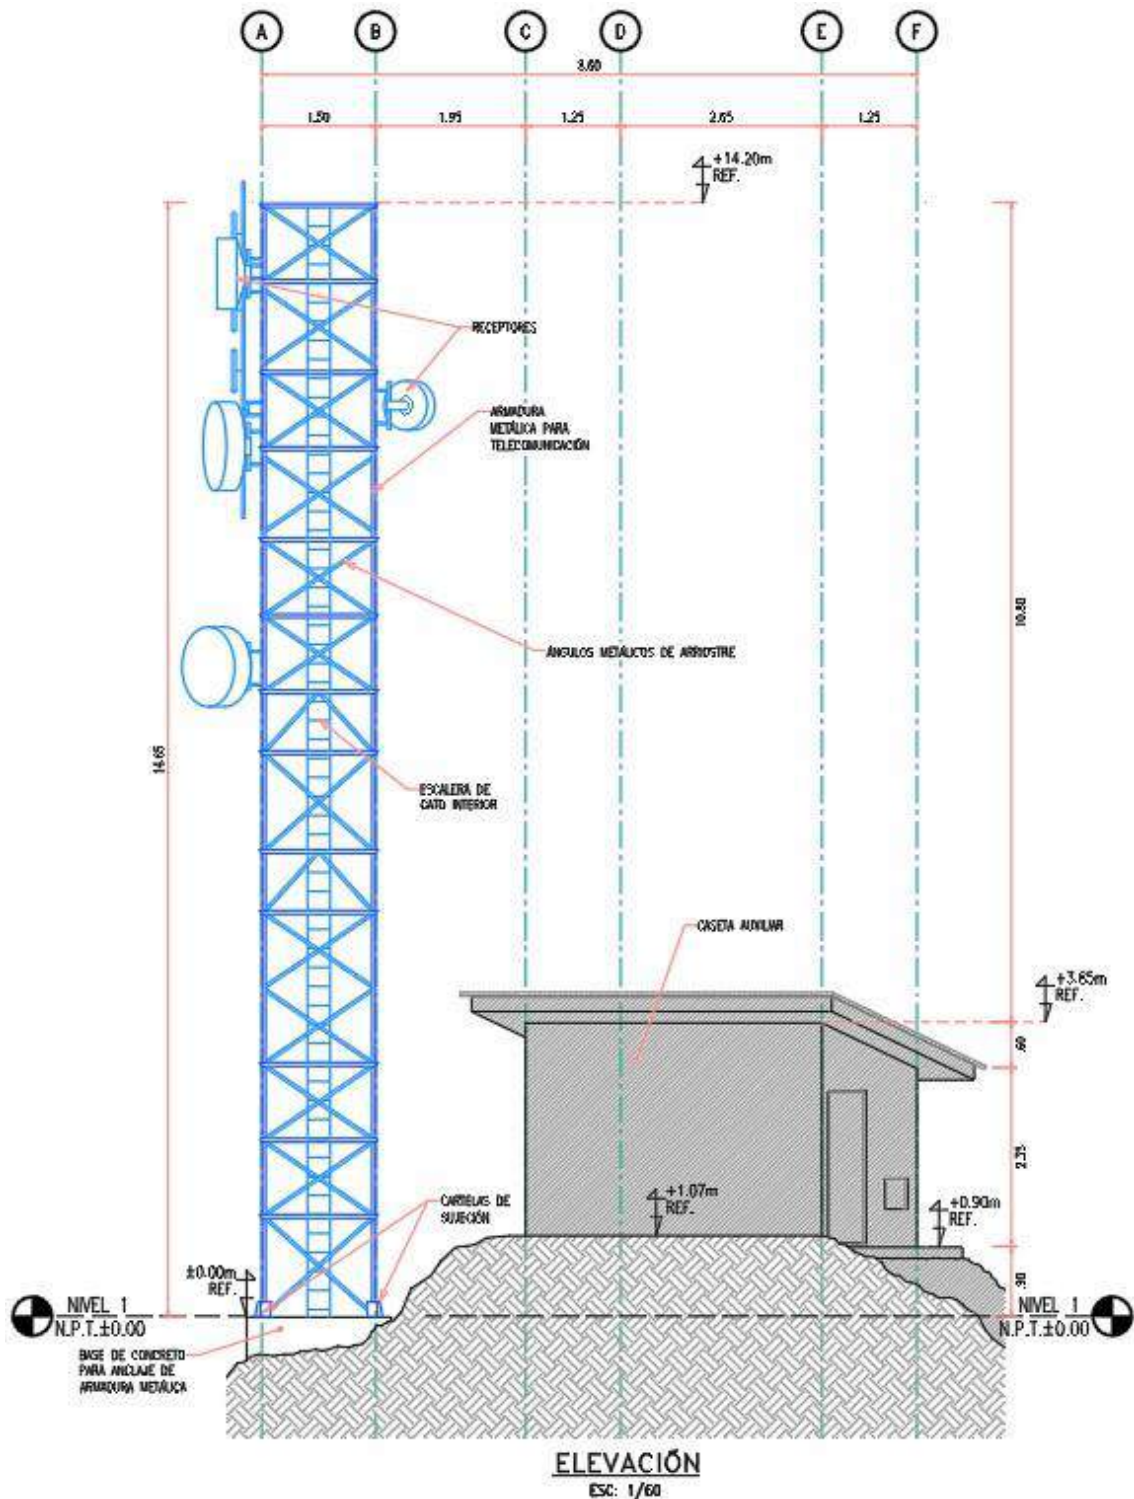 A B C D E F
8.60
1.50 1.95 1.25 2.65 1.25
+14.20m
REF.
RECEPTORES
ARMADURA
METÁLICA PARA
TELECOMUNICACIÓN
10.80
ÁNGULOS METÁLICOS DE ARRIOSTRE
14.65
ESCALERA DE
GATO INTERIOR
CASETA AUXILIAR
+3.65m
REF.
.60
2.35
CARTELAS DE
SUJECIÓN
+1.07m
REF.
+0.90m
REF.
.90
±0.00m
REF.
NIVEL 1
N.P.T.±0.00
NIVEL 1
N.P.T.±0.00
BASE DE CONCRETO
PARA ANCLAJE DE
ARMADURA METÁLICA
ELEVACIÓN
ESC: 1/60